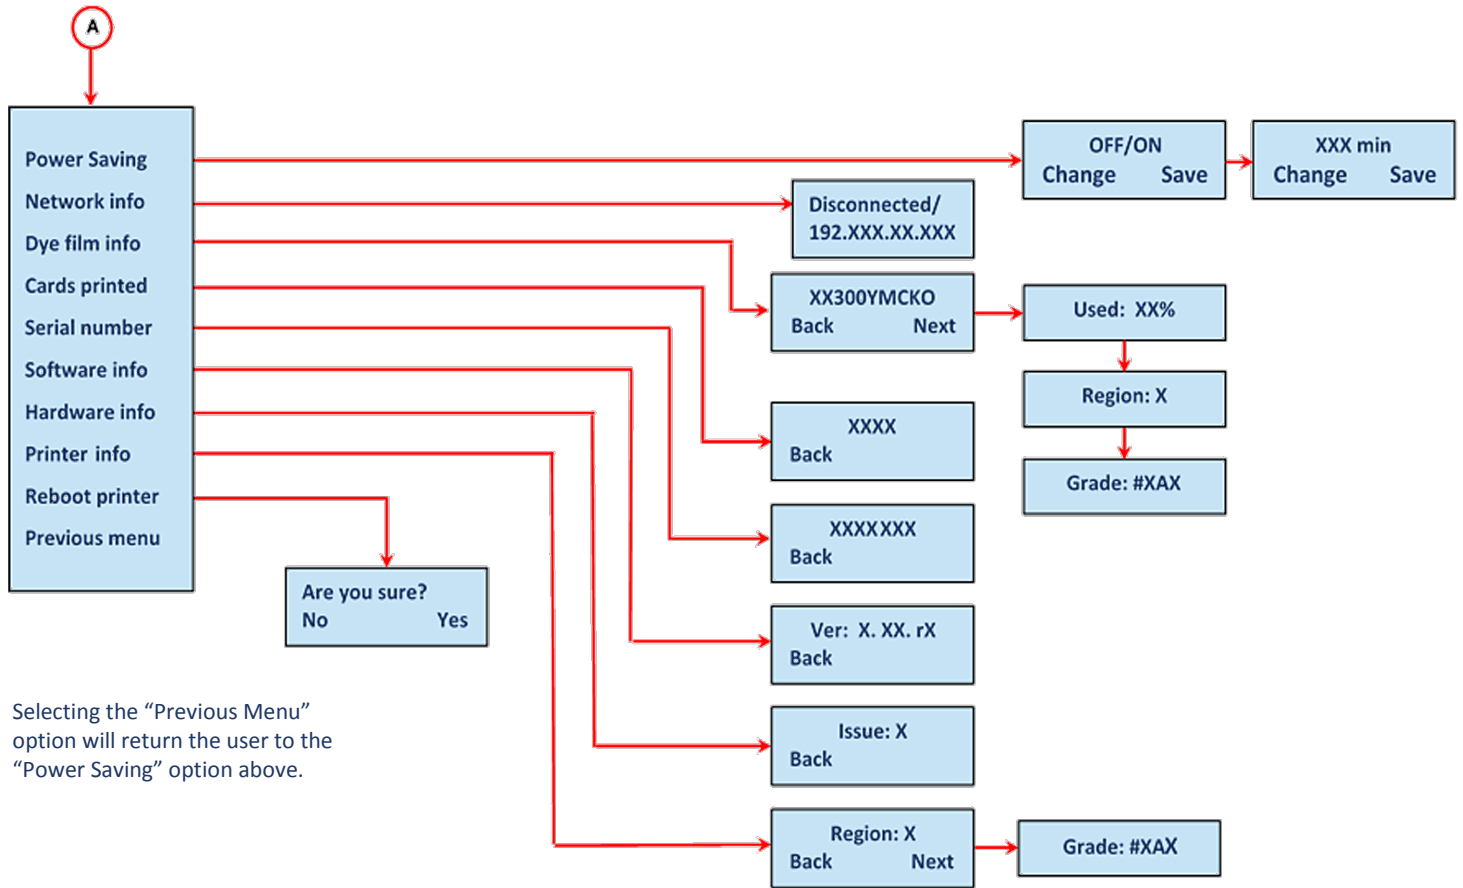 A
Power Saving
Network info
Dye film info
Cards printed
Serial number
Software info
Hardware info
Printer info
Reboot printer
Previous menu
OFF/ON
Change Save
XXX min
Change Save
Disconnected/
192.XXX.XX.XXX
XX300YMCKO
Back Next
Used: XX%
Region: X
Grade: #XAX
XXXX
Back
XXXXXXX
Back
Are you sure?
No Yes
Ver: X. XX. rX
Back
Issue: X
Back
Region: X
Back Next
Grade: #XAX
Selecting the “Previous Menu”
option will return the user to the
“Power Saving” option above.